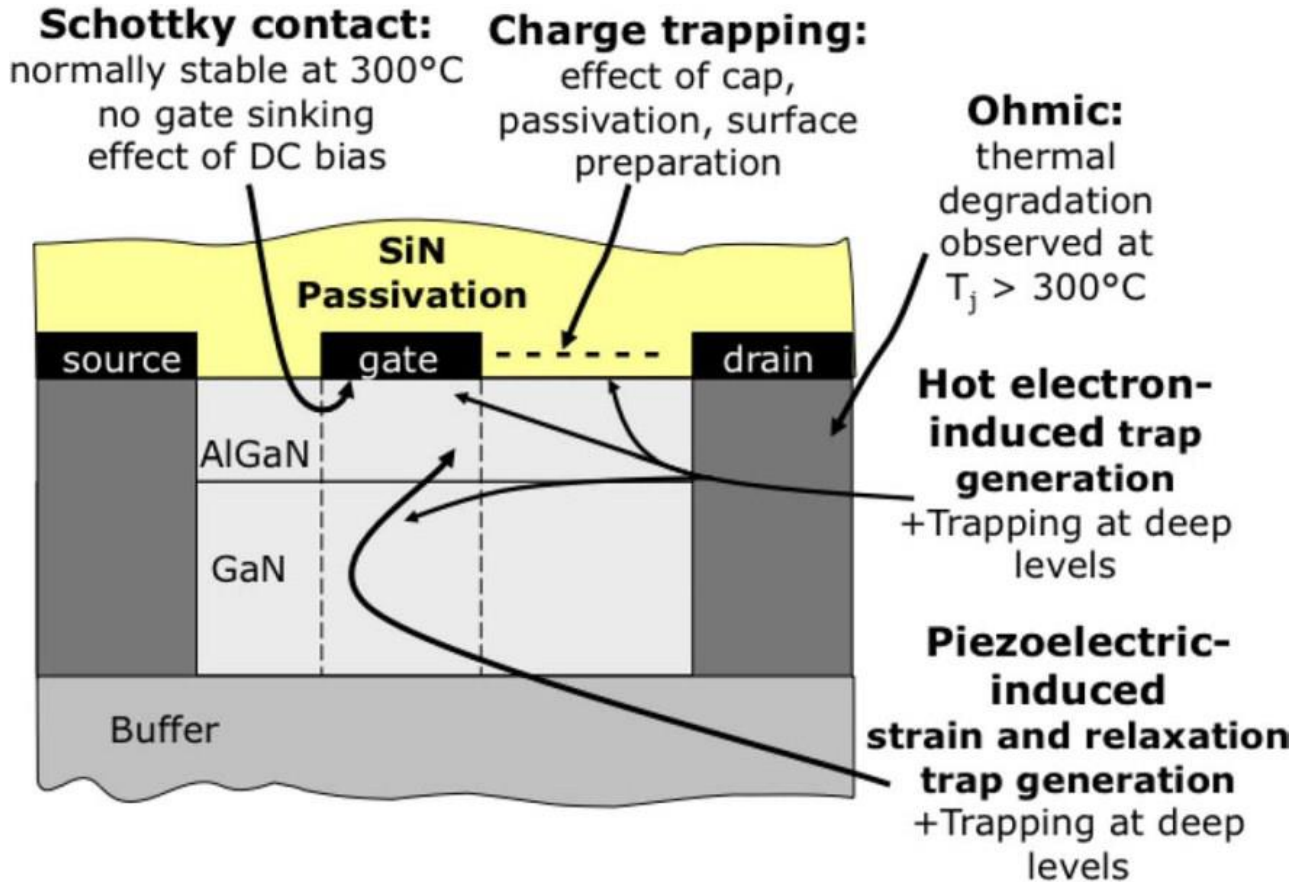 Schottky contact:
normally stable at 300°C
no gate sinking
effect of DC bias
Charge trapping:
effect of cap,
passivation, surface
preparation
Ohmic:
thermal
degradation
observed at
Tj > 300°C
SiN
Passivation
source
gate
drain
AlGaN
GaN
Buffer
Hot electron-
induced trap
generation
+Trapping at deep
levels
Piezoelectric-
induced
strain and relaxation
trap generation
+Trapping at deep
levels